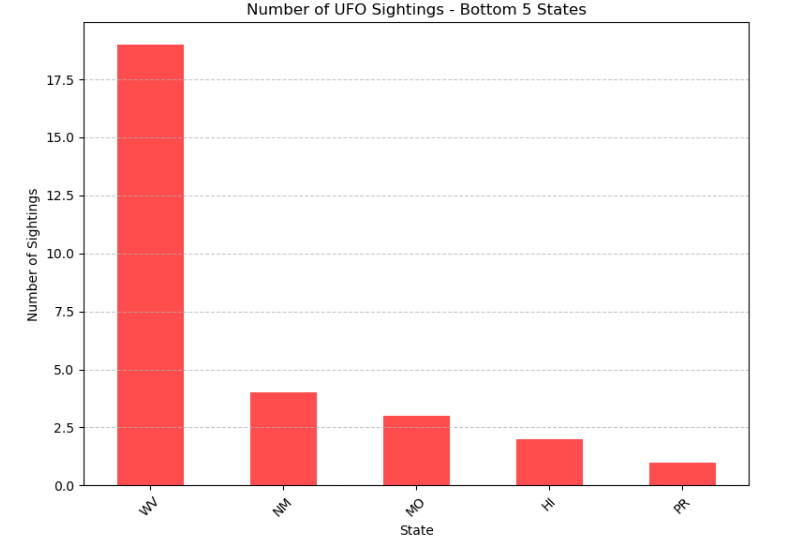 Number of UFO Sightings - Bottom 5 States
17.5
15.0
12.5
10.0
7.5
5.0
2.5
0.0
Number of Sightings
WV NM MO HI PR
State